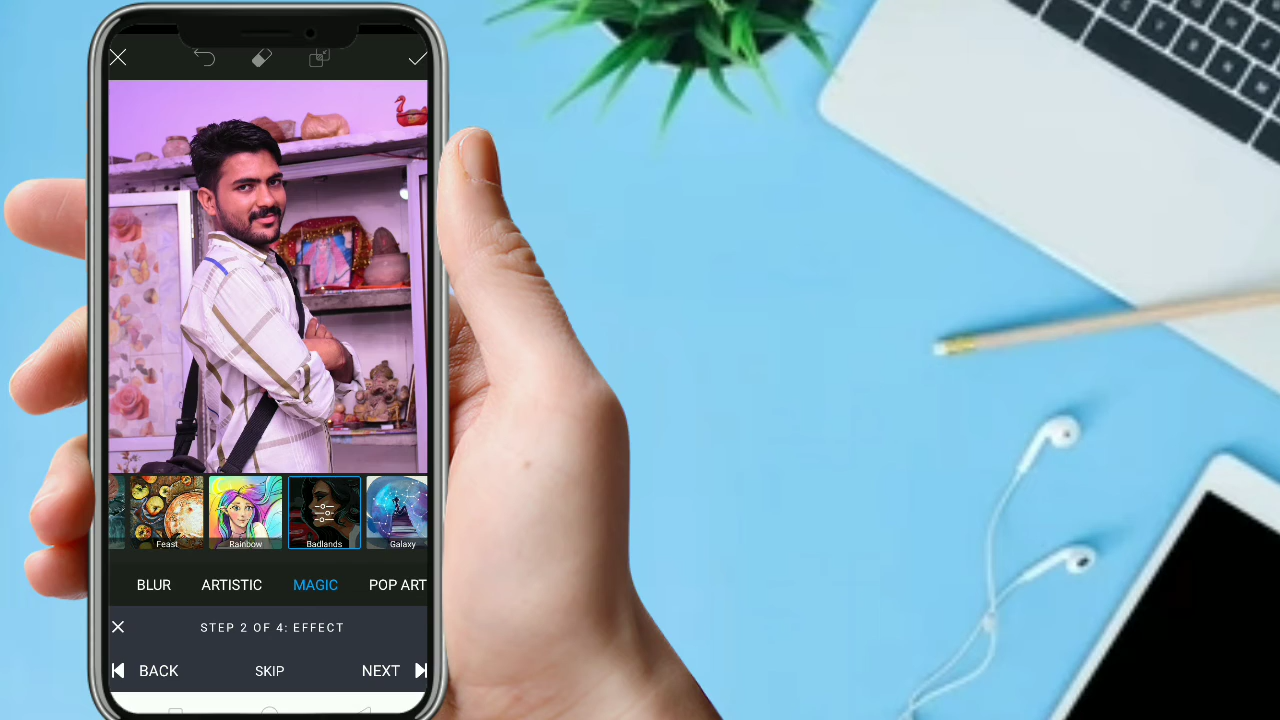 Feast Rainbow Badlands Galaxy
BLUR ARTISTIC MAGIC POP ART
STEP 2 OF 4: EFFECT
BACK SKIP NEXT